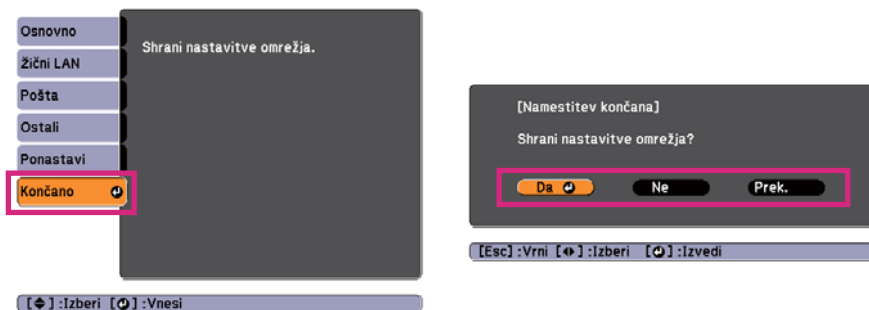 Osnovno
Žični LAN
Pošta
Ostali
Ponastavi
Končano
Shrani nastavitve omrežja.
[ ]:Izberi [ ]:Vnesi
[Namestitev končana]
Shrani nastavitve omrežja?
Da Ne Prek.
[Esc]:Vrni [ ]:Izberi [ ]:Izvedi